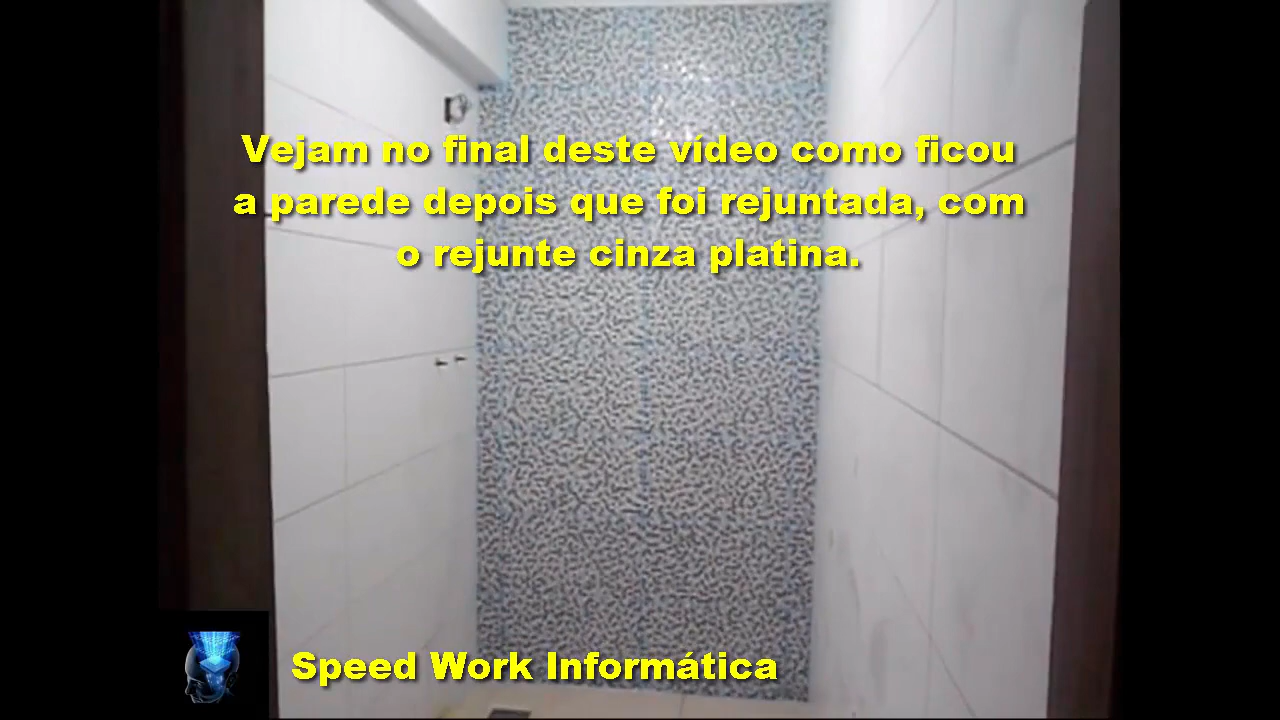 Vejam no final deste vídeo como ficou
a parede depois que foi rejuntada, com
o rejunte cinza platina.
Speed Work Informática